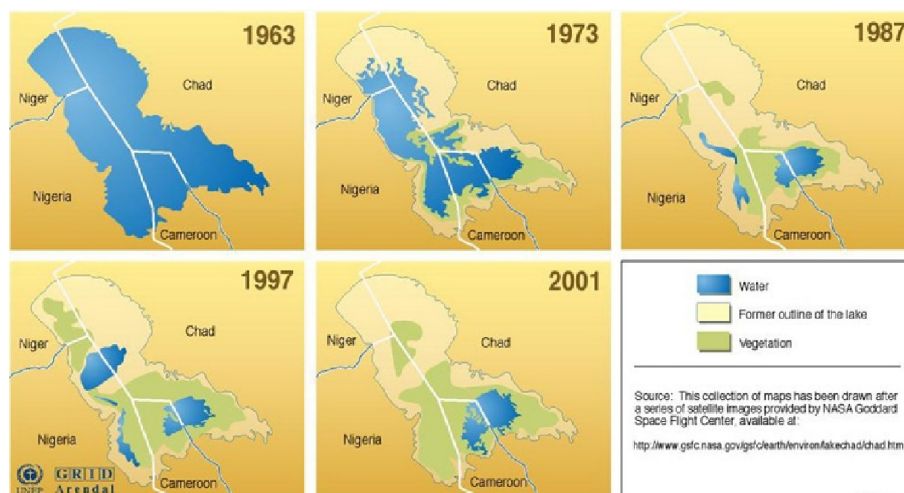 1963
Chad
Niger
Nigeria
Cameroon
1973
Chad
Niger
Nigeria
Cameroon
1987
Chad
Niger
Nigeria
Cameroon
1997
Chad
Niger
Nigeria
Cameroon
UNEP
GRID
Arendal
2001
Chad
Niger
Nigeria
Cameroon
Water
Former outline of the lake
Vegetation
Source: This collection of maps has been drawn after
a series of satellite images provided by NASA Goddard
Space Flight Center, available at:
http://www.gsfc.nasa.gov/gsfc/earth/environ/lakechad/chad.htm